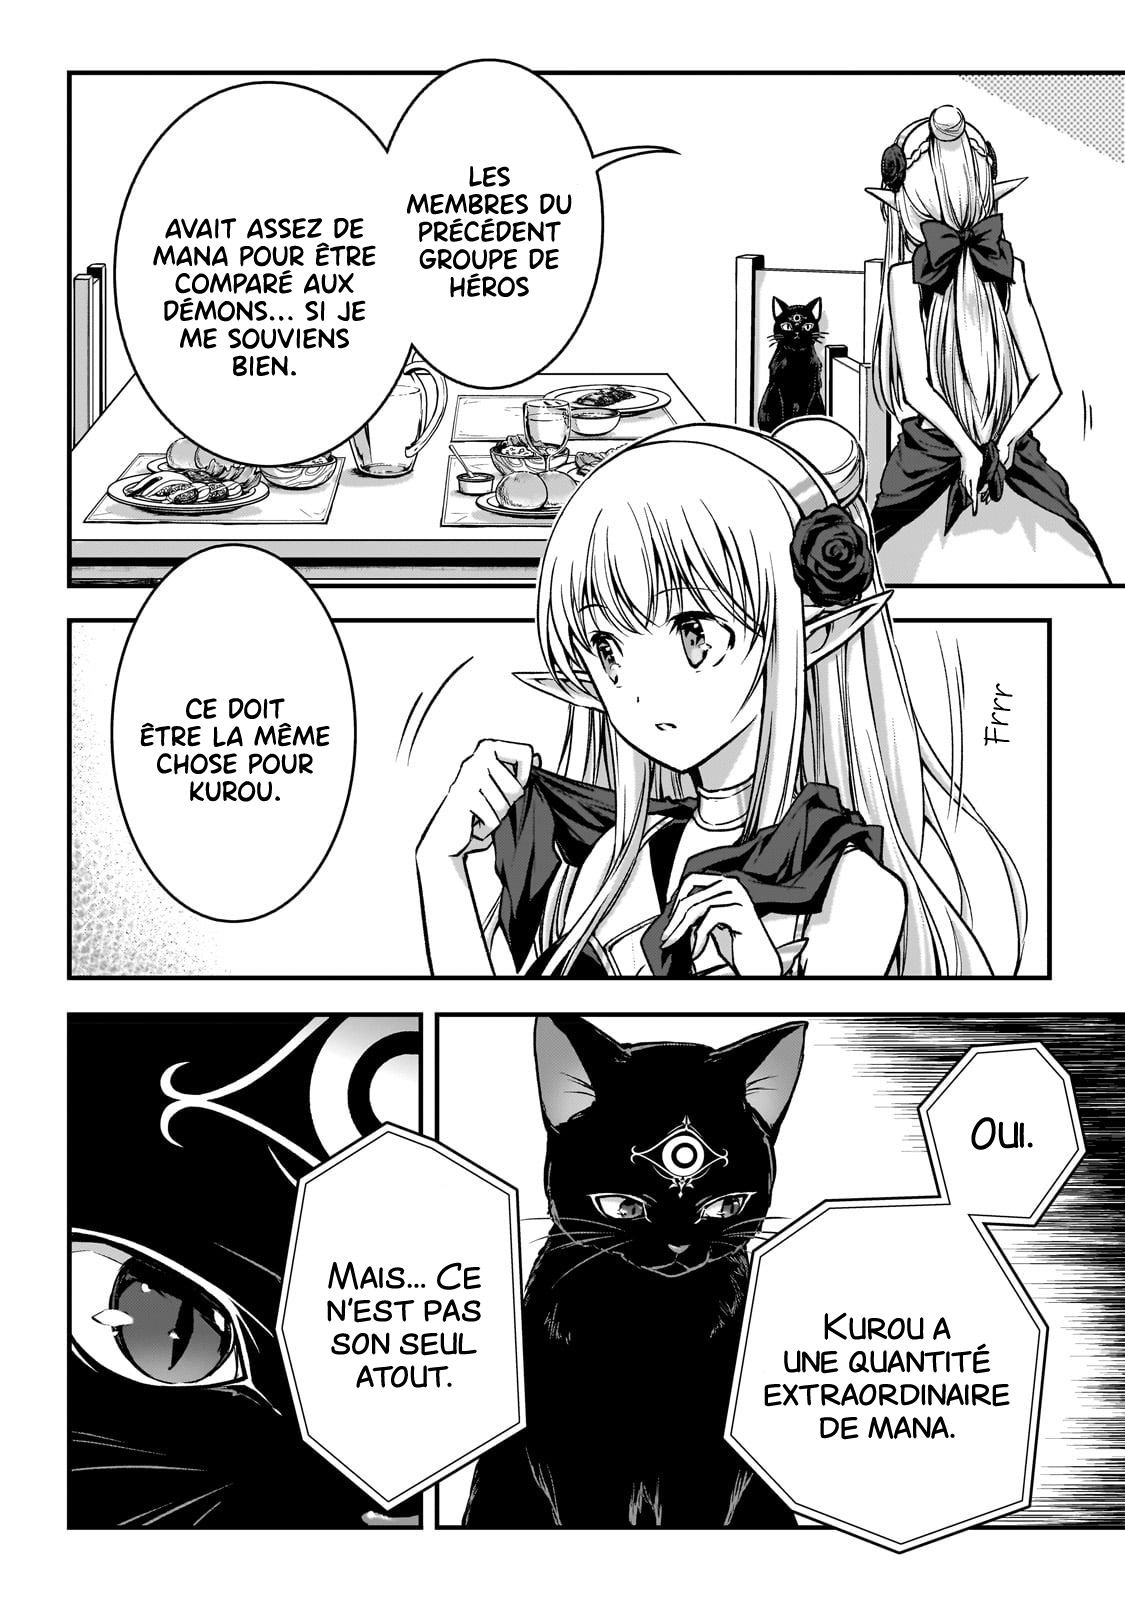 LES
MEMBRES DU
PRÉCÉDENT
GROUPE DE
HÉROS
AVAIT ASSEZ DE
MANA POUR ÊTRE
COMPARÉ AUX
DÉMONS... SI JE
ME SOUVIENS
BIEN.
Frrr
CE DOIT
ÊTRE LA MÊME
CHOSE POUR
KUROU.
OUI.
KUROU A
UNE QUANTITÉ
EXTRAORDINAIRE
DE MANA.
MAIS... CE
N'EST PAS
SON SEUL
ATOUT.